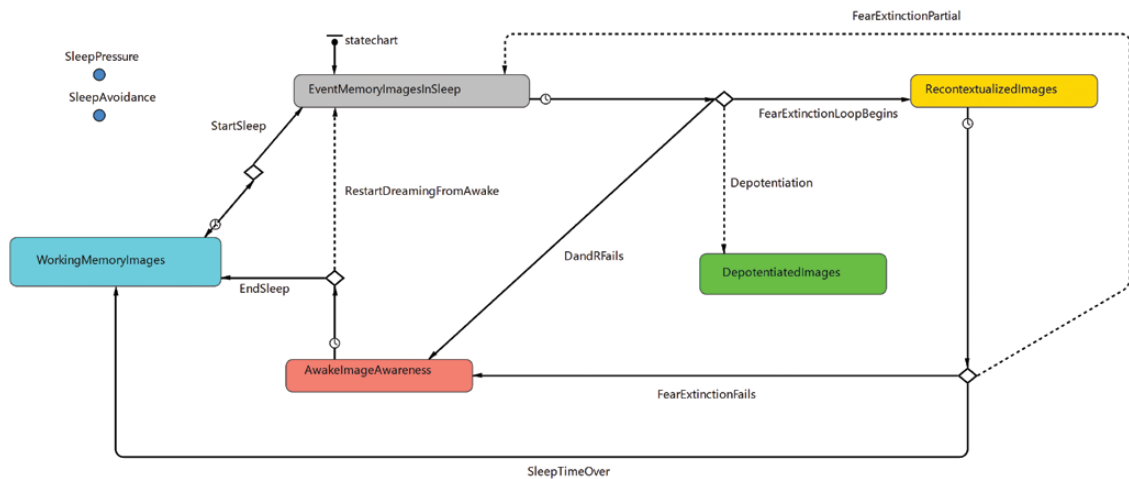 FearExtinctionPartial
statechart
SleepPressure
EventMemoryImagesInSleep
RecontextualizedImages
SleepAvoidance
StartSleep
FearExtinctionLoopBegins
RestartDreamingFromAwake
Depotentiation
WorkingMemoryImages
DandRFails
DepotentiatedImages
EndSleep
AwakeImageAwareness
FearExtinctionFails
SleepTimeOver